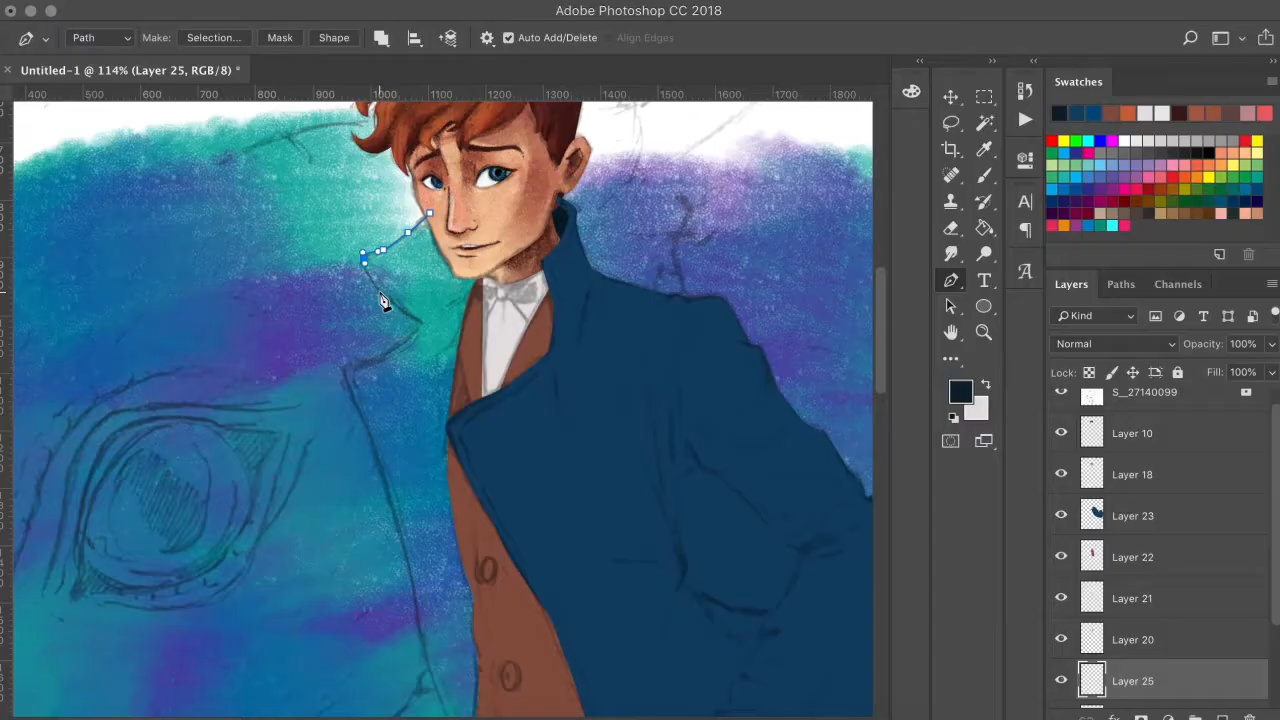 Adobe Photoshop CC 2018
Path Make: Selection... Mask Shape Auto Add/Delete Align Edges
Untitled-1 @ 114% (Layer 25, RGB/8) *
400 500 600 700 800 900 1000 1100 1200 1300 1400 1500 1600 1700 1800
Swatches
Layers Paths Channels
Kind
Normal Opacity: 100%
Lock: Fill: 100%
S__27140099
Layer 10
Layer 18
Layer 23
Layer 22
Layer 21
Layer 20
Layer 25